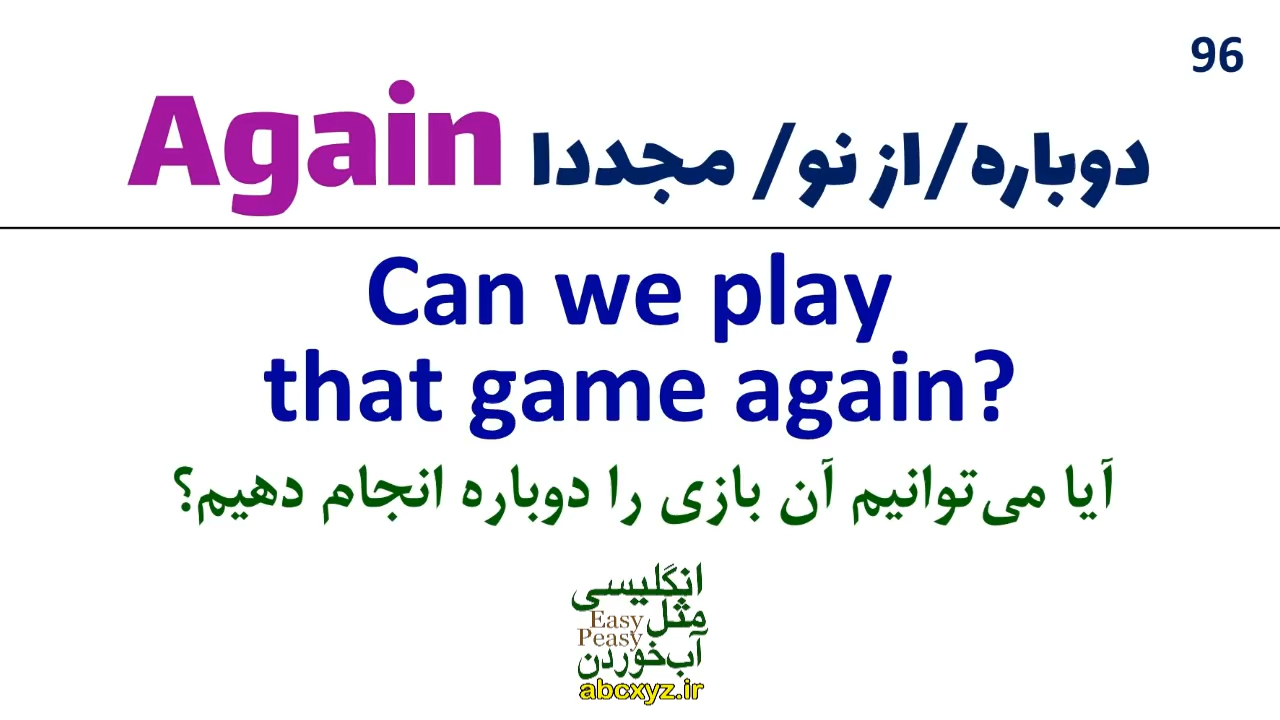 96
Again دوباره/از نو/ مجددا
Can we play
that game again?
آیا می‌توانیم آن بازی را دوباره انجام دهیم؟
انگلیسی
مثل Easy
Peasy
آب‌خوردن
abcxyz.ir